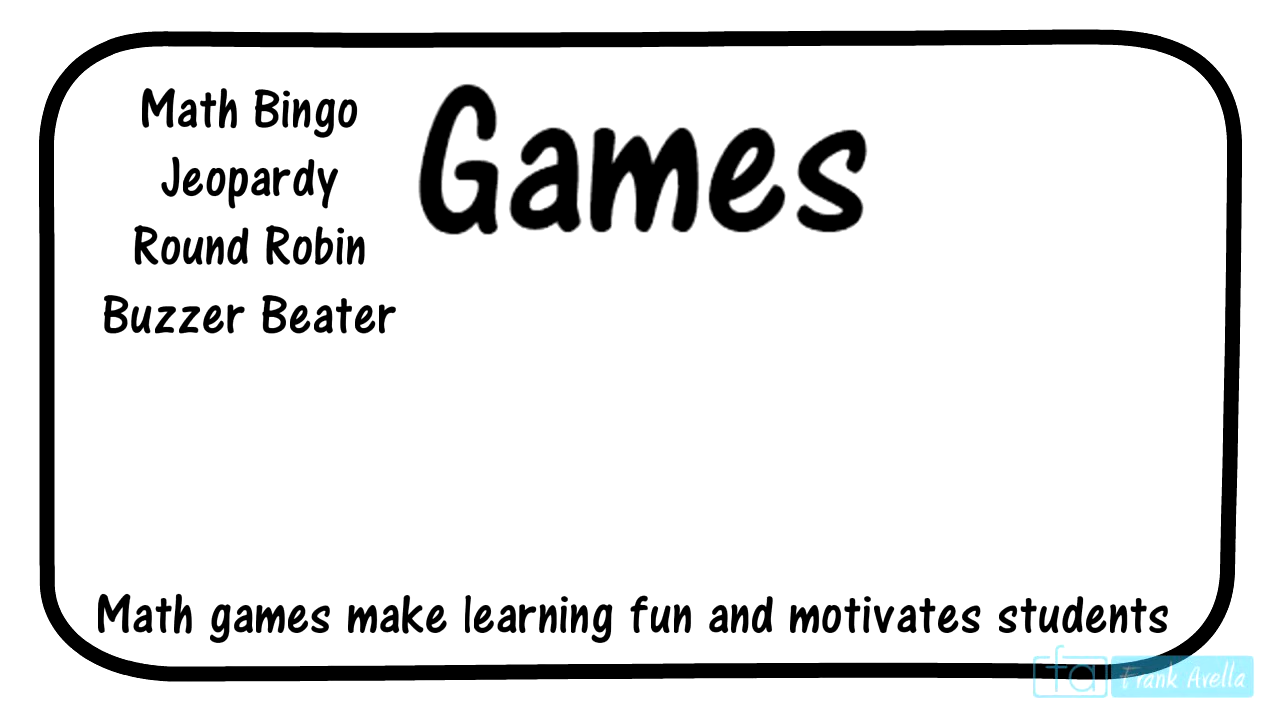 Games
Math Bingo
Jeopardy
Round Robin
Buzzer Beater
Math games make learning fun and motivates students
fa Frank Avella